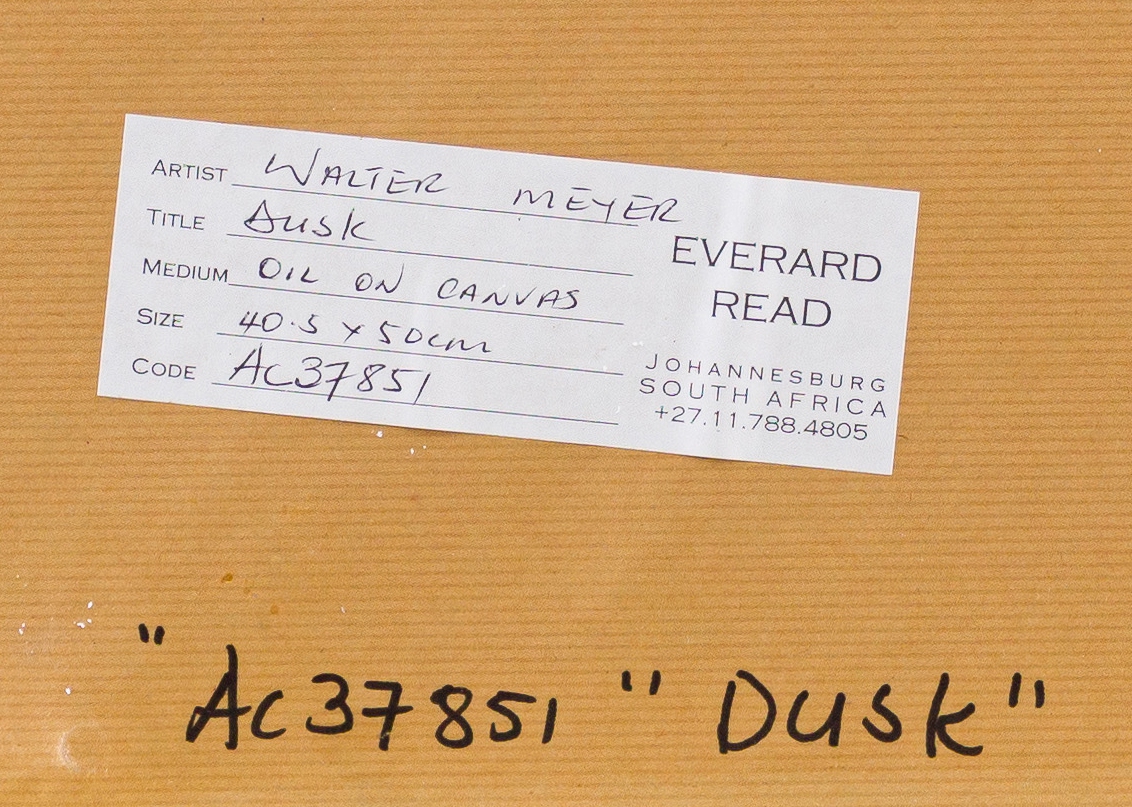 ARTIST WALTER MEYER
TITLE Dusk
MEDIUM OIL ON CANVAS
SIZE 40.5 x 50cm
CODE AC37851
EVERARD
READ
JOHANNESBURG
SOUTH AFRICA
+27.11.788.4805
"AC37851 " Dusk"